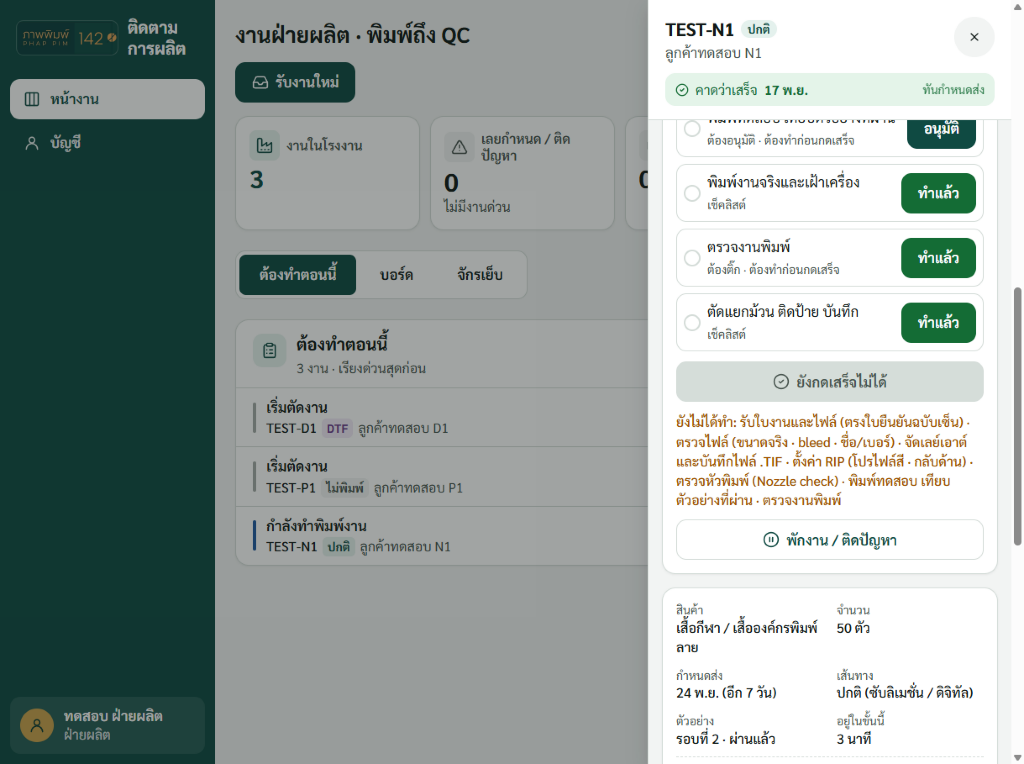 ภาพพิมพ์
PHAP PIM
142
ติดตาม
การผลิต
หน้างาน
บัญชี
ทดสอบ ฝ่ายผลิต
ฝ่ายผลิต
งานฝ่ายผลิต · พิมพ์ถึง QC
รับงานใหม่
งานในโรงงาน
3
เลยกำหนด / ติด
ปัญหา
0
ไม่มีงานด่วน
ต้องทำตอนนี้
บอร์ด
จักรเย็บ
ต้องทำตอนนี้
3 งาน · เรียงด่วนสุดก่อน
เริ่มตัดงาน
TEST-D1 DTF ลูกค้าทดสอบ D1
เริ่มตัดงาน
TEST-P1 ไม่พิมพ์ ลูกค้าทดสอบ P1
กำลังทำพิมพ์งาน
TEST-N1 ปกติ ลูกค้าทดสอบ N1
TEST-N1 ปกติ
ลูกค้าทดสอบ N1
คาดว่าเสร็จ 17 พ.ย.
ทันกำหนดส่ง
ต้องอนุมัติ · ต้องทำก่อนกดเสร็จ
อนุมัติ
พิมพ์งานจริงและเฝ้าเครื่อง
เช็คลิสต์
ทำแล้ว
ตรวจงานพิมพ์
ต้องติ๊ก · ต้องทำก่อนกดเสร็จ
ทำแล้ว
ตัดแยกม้วน ติดป้าย บันทึก
เช็คลิสต์
ทำแล้ว
ยังกดเสร็จไม่ได้
ยังไม่ได้ทำ: รับใบงานและไฟล์ (ตรงใบยืนยันฉบับเซ็น) ·
ตรวจไฟล์ (ขนาดจริง · bleed · ชื่อ/เบอร์) · จัดเลย์เอาต์
และบันทึกไฟล์ .TIF · ตั้งค่า RIP (โปรไฟล์สี · กลับด้าน) ·
ตรวจหัวพิมพ์ (Nozzle check) · พิมพ์ทดสอบ เทียบ
ตัวอย่างที่ผ่าน · ตรวจงานพิมพ์
พักงาน / ติดปัญหา
สินค้า
เสื้อกีฬา / เสื้อองค์กรพิมพ์
ลาย
จำนวน
50 ตัว
กำหนดส่ง
24 พ.ย. (อีก 7 วัน)
เส้นทาง
ปกติ (ซับลิเมชั่น / ดิจิทัล)
ตัวอย่าง
รอบที่ 2 · ผ่านแล้ว
อยู่ในขั้นนี้
3 นาที